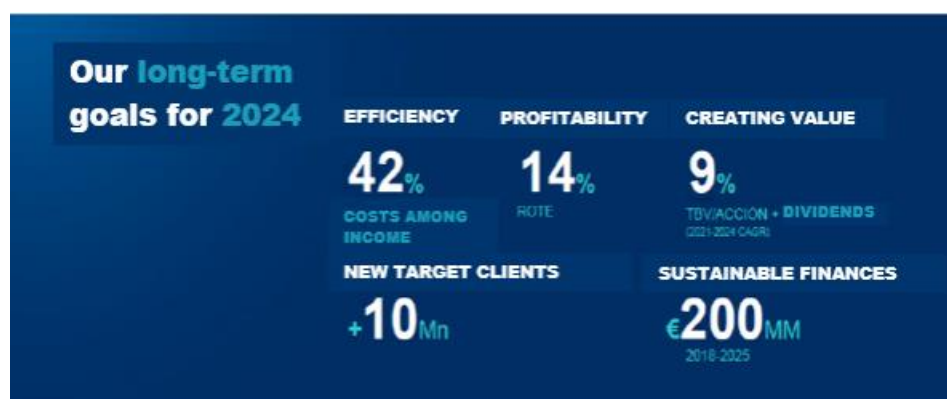 Our long-term
goals for 2024
EFFICIENCY
42%
COSTS AMONG
INCOME
PROFITABILITY
14%
ROTE
CREATING VALUE
9%
TBV/ACCIÓN + DIVIDENDS
(2021-2024 CAGR)
NEW TARGET CLIENTS
+10Mn
SUSTAINABLE FINANCES
€200MM
2018-2025